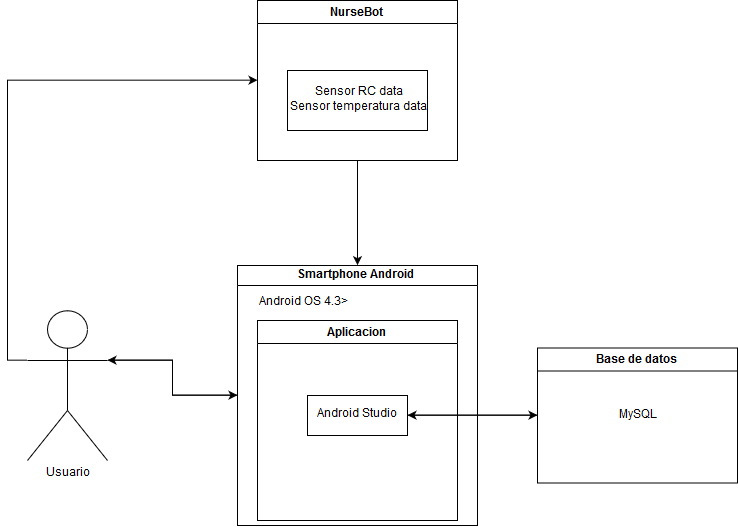 NurseBot
Sensor RC data
Sensor temperatura data
Smartphone Android
Android OS 4.3>
Aplicacion
Android Studio
Base de datos
MySQL
Usuario